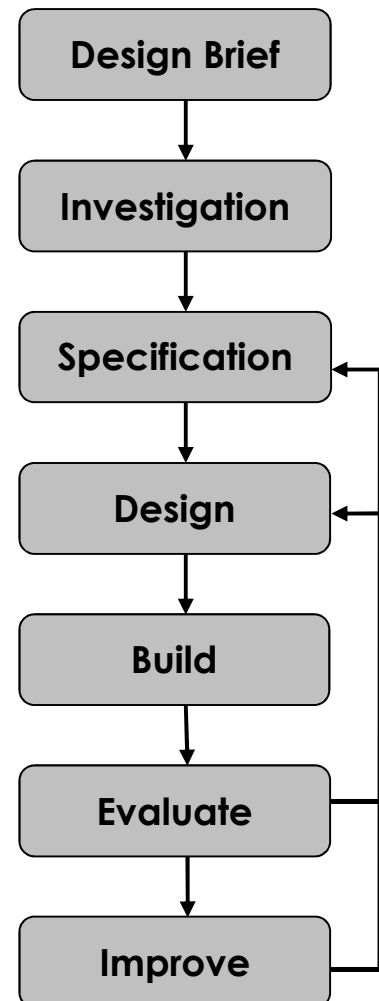 Design Brief
Investigation
Specification
Design
Build
Evaluate
Improve